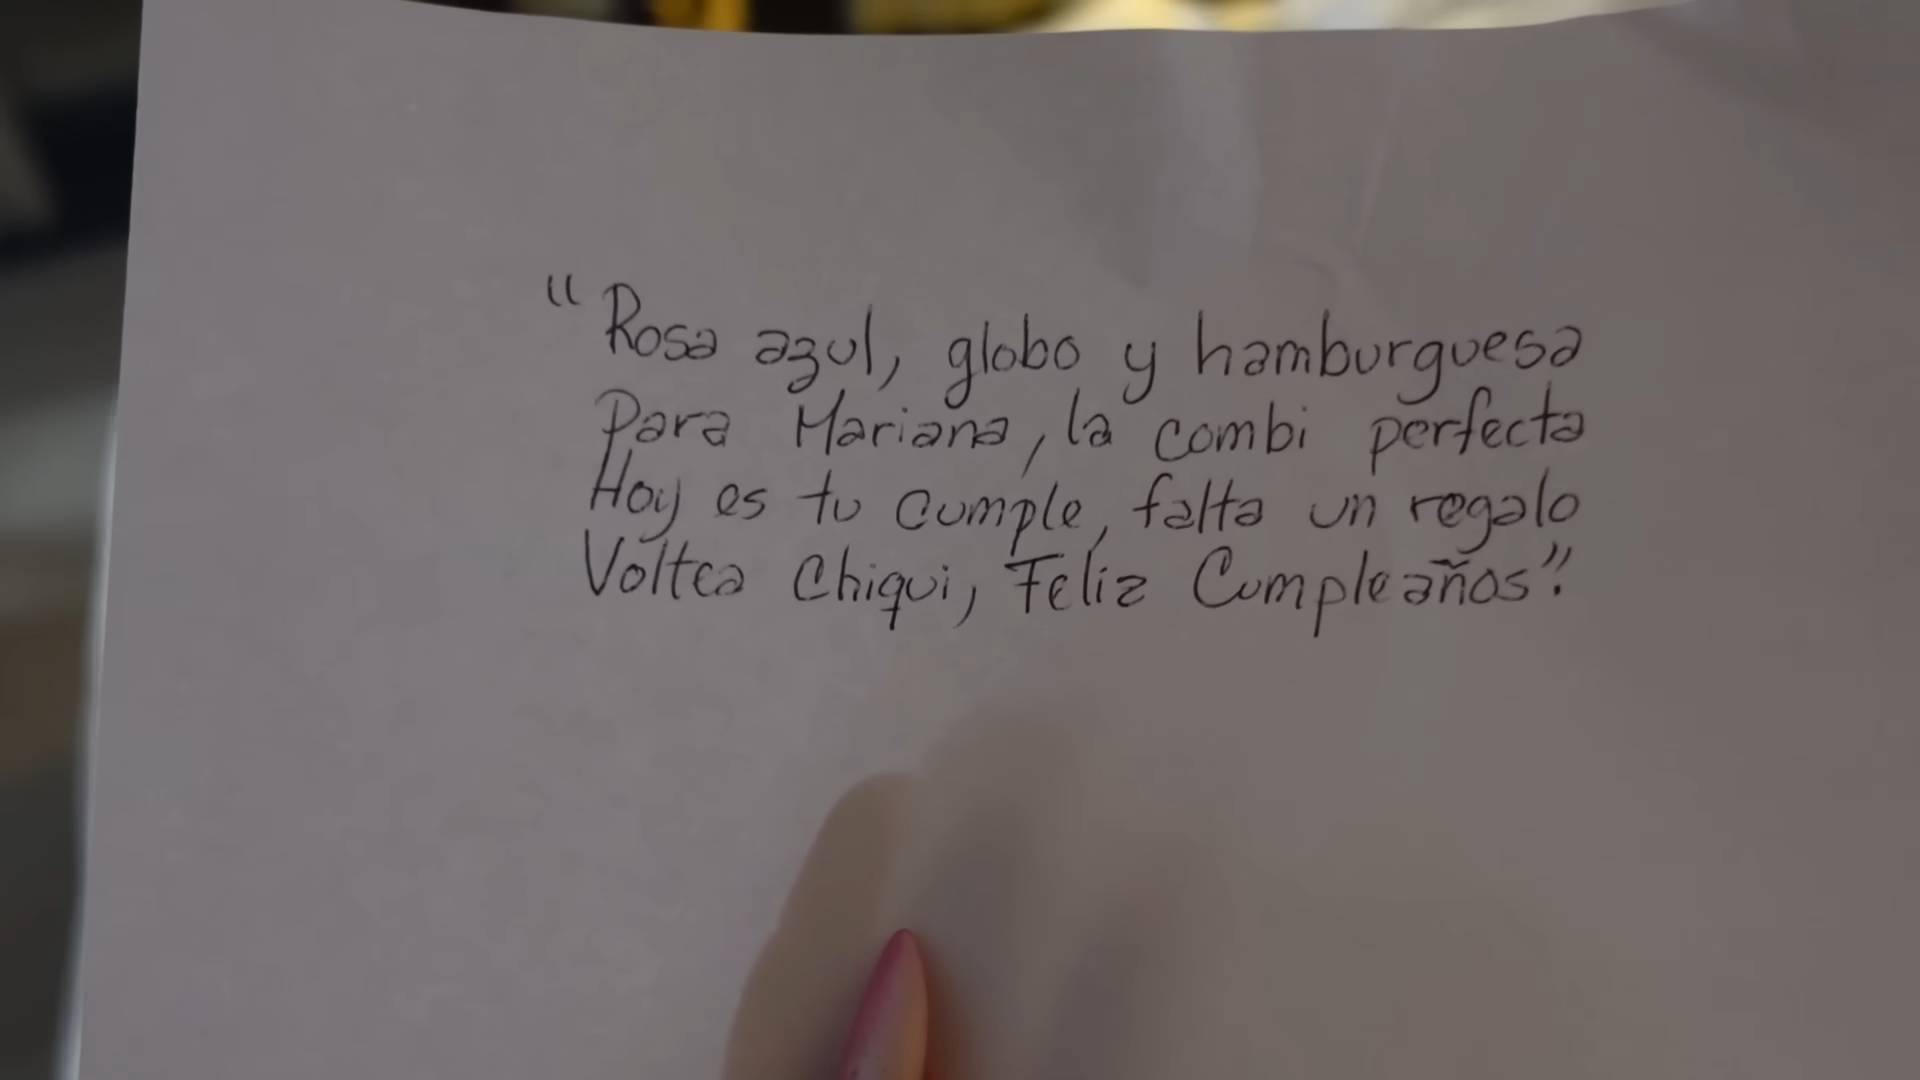 “Rosa azul, globo y hamburguesa
Para Mariana, la combi perfecta
Hoy es tu cumple, falta un regalo
Voltea Chiqui, Feliz Cumpleaños”.